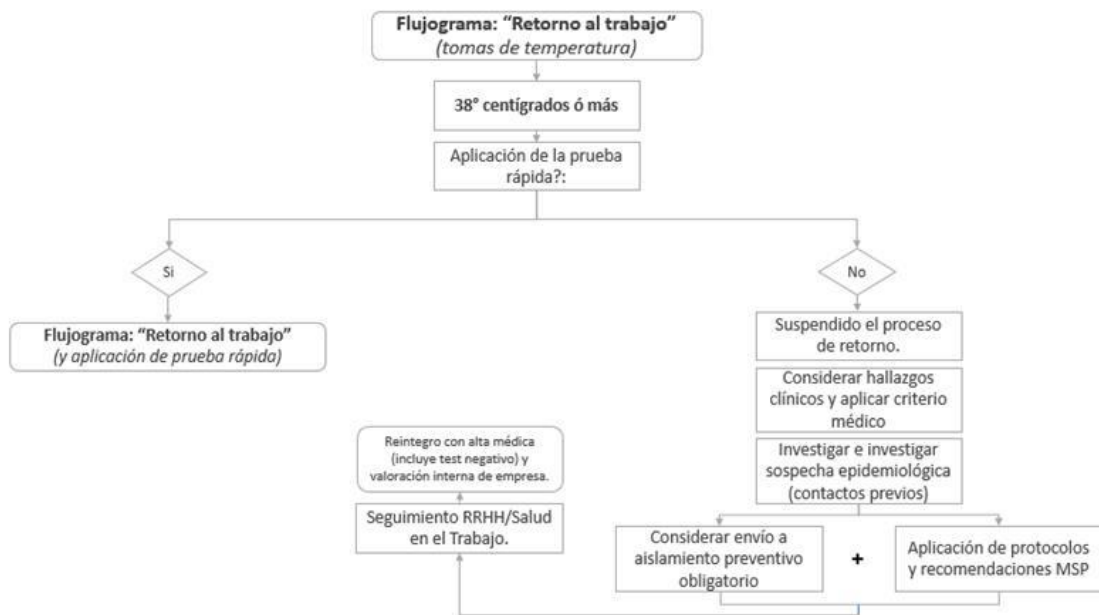 Flujograma: “Retorno al trabajo”
(tomas de temperatura)
38° centígrados ó más
Aplicación de la prueba
rápida?:
Si
No
Flujograma: “Retorno al trabajo”
(y aplicación de prueba rápida)
Suspendido el proceso
de retorno.
Considerar hallazgos
clínicos y aplicar criterio
médico
Investigar e investigar
sospecha epidemiológica
(contactos previos)
Considerar envío a
aislamiento preventivo
obligatorio
+
Aplicación de protocolos
y recomendaciones MSP
Seguimiento RRHH/Salud
en el Trabajo.
Reintegro con alta médica
(incluye test negativo) y
valoración interna de empresa.